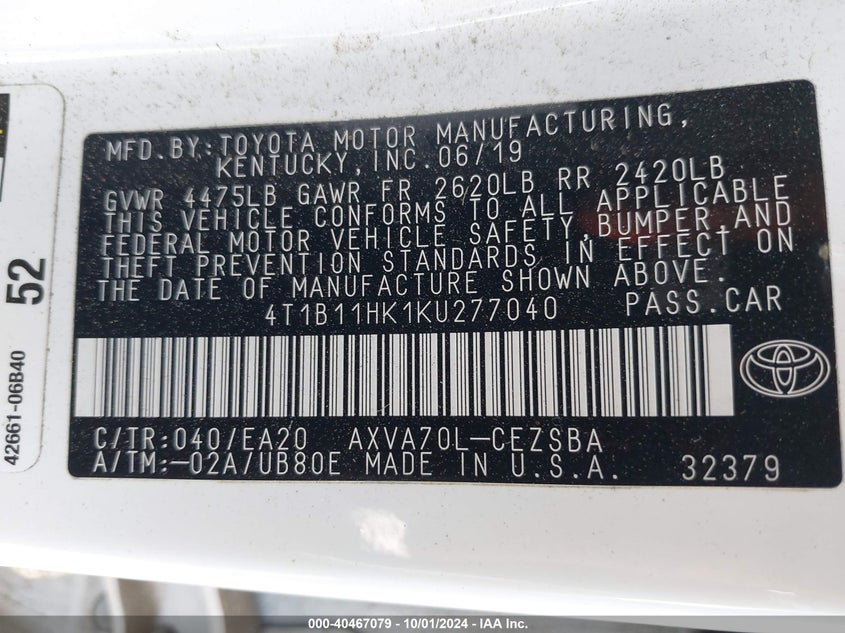 MFD.BY:TOYOTA MOTOR MANUFACTURING,
KENTUCKY,INC.06/19
GVWR 4475LB GAWR FR 2620LB RR 2420LB
THIS VEHICLE CONFORMS TO ALL APPLICABLE
FEDERAL MOTOR VEHICLE SAFETY,BUMPER,AND
THEFT PREVENTION STANDARDS IN EFFECT ON
THE DATE OF MANUFACTURE SHOWN ABOVE.
4T1B11HK1KU277040 PASS.CAR
C/TR:040/EA20 AXVA70L-CEZSBA
A/TM:-02A/UB80E MADE IN U.S.A. 32379
42661-06B40
52
000-40467079 - 10/01/2024 - IAA Inc.